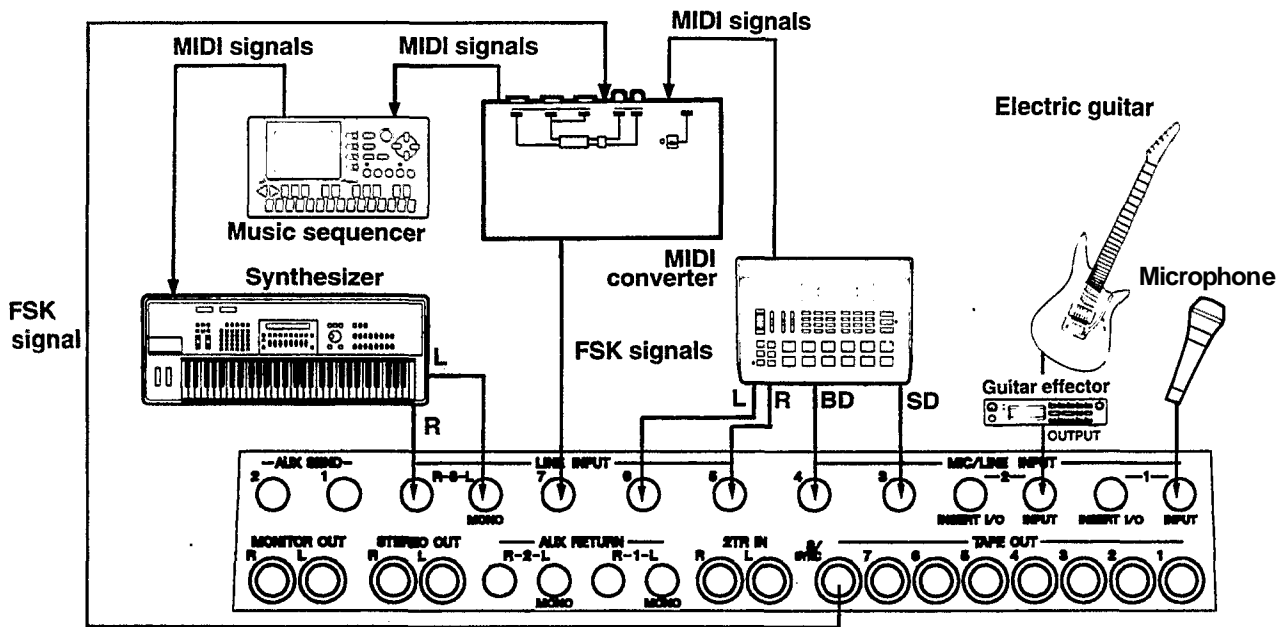 MIDI signals
MIDI signals
MIDI signals
Electric guitar
Music sequencer
MIDI
converter
Microphone
Synthesizer
FSK
signal
FSK signals
L
R
L
R
BD
SD
Guitar effector
OUTPUT
AUX SEND
2
1
LINE INPUT
R-8-L
MONO
7
6
5
MIC/LINE INPUT
4
3
2
INSERT I/O
INPUT
1
INSERT I/O
INPUT
MONITOR OUT
R
L
STEREO OUT
R
L
AUX RETURN
R-2-L
MONO
R-1-L
MONO
2TR IN
R
L
8/
SYNC
TAPE OUT
7
6
5
4
3
2
1